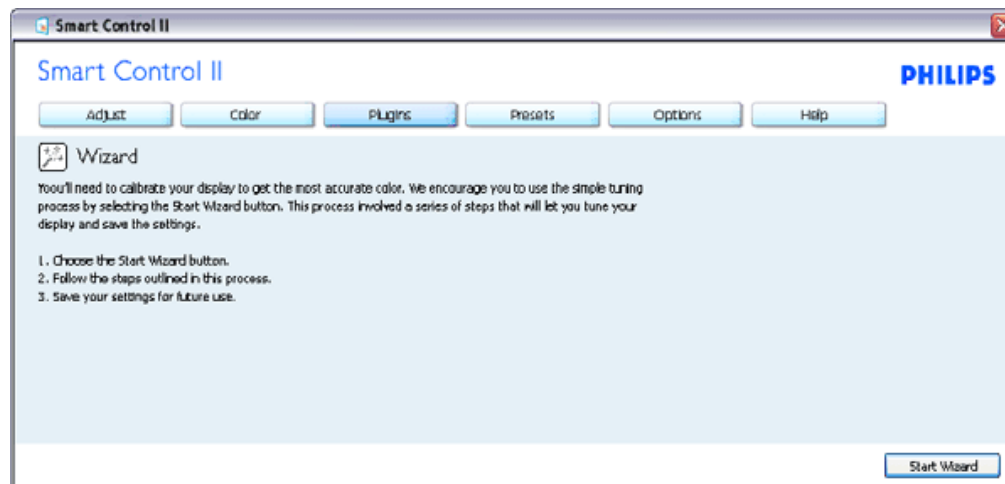 Smart Control II
Smart Control II
PHILIPS
Adjust Color Plugins Presets Options Help
Wizard
Yoou'll need to calibrate your display to get the most accurate color. We encourage you to use the simple tuning
process by selecting the Start Wizard button. This process involved a series of steps that will let you tune your
display and save the settings.
1. Choose the Start Wizard button.
2. Follow the steps outlined in this process.
3. Save your settings for future use.
Start Wizard